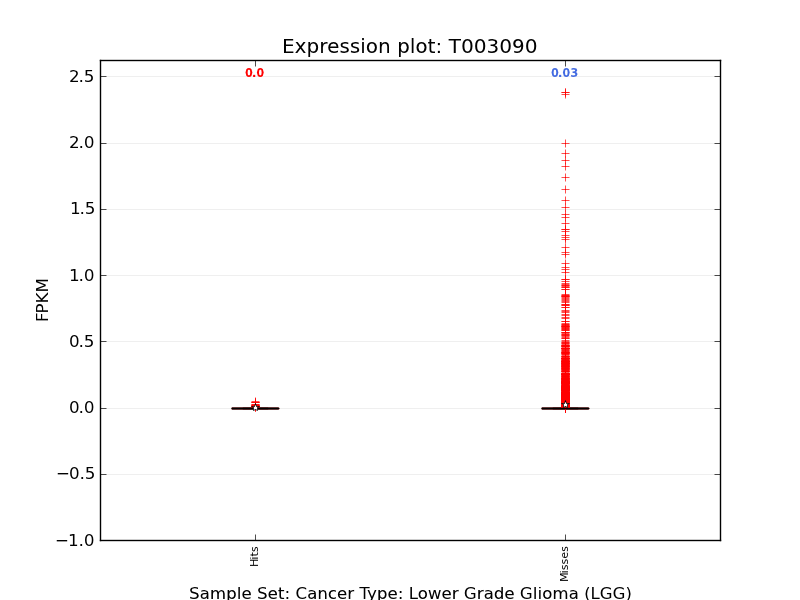 Expression plot: T003090
0.0
0.03
2.5
2.0
1.5
1.0
0.5
0.0
−0.5
−1.0
FPKM
Hits
Misses
Sample Set: Cancer Type: Lower Grade Glioma (LGG)